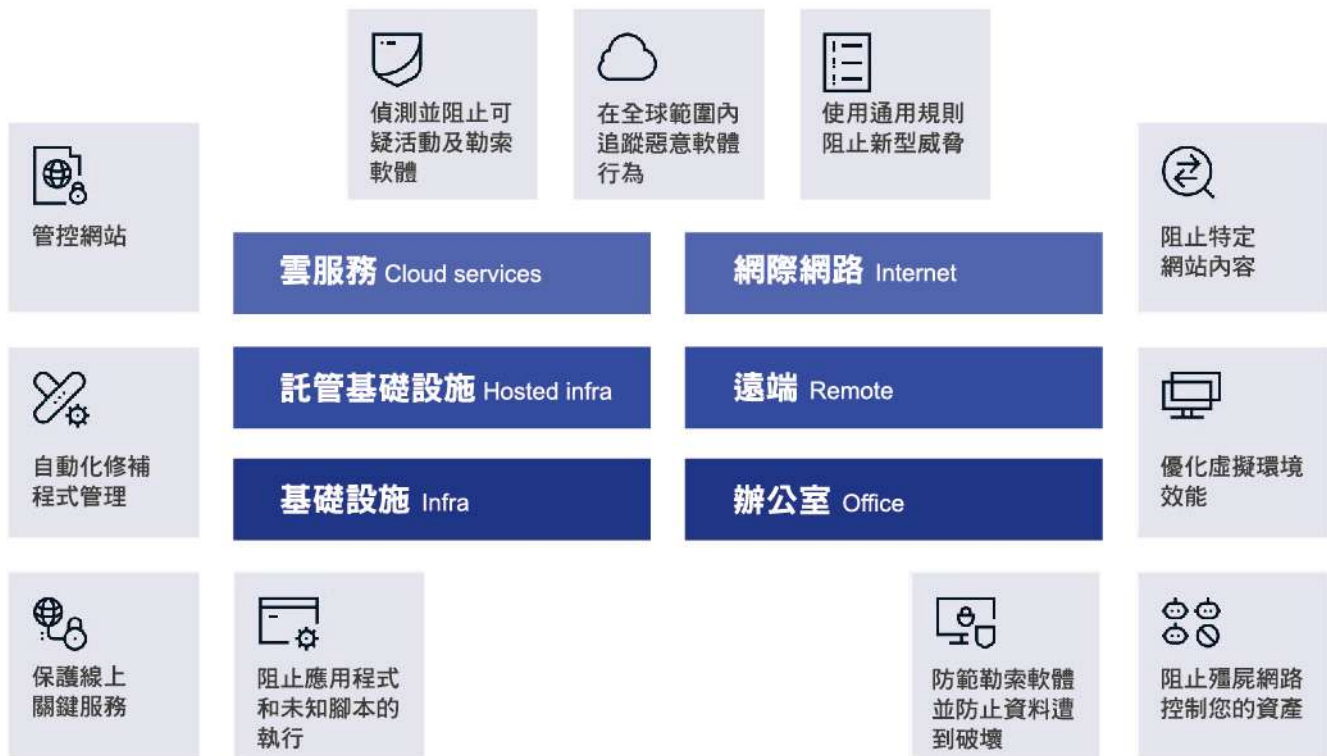 偵測並阻止可
疑活動及勒索
軟體
在全球範圍內
追蹤惡意軟體
行為
使用通用規則
阻止新型威脅
管控網站
阻止特定
網站內容
雲服務 Cloud services
網際網路 Internet
託管基礎設施 Hosted infra
遠端 Remote
基礎設施 Infra
辦公室 Office
自動化修補
程式管理
優化虛擬環境
效能
保護線上
關鍵服務
阻止應用程式
和未知腳本的
執行
防範勒索軟體
並防止資料遭
到破壞
阻止殭屍網路
控制您的資產